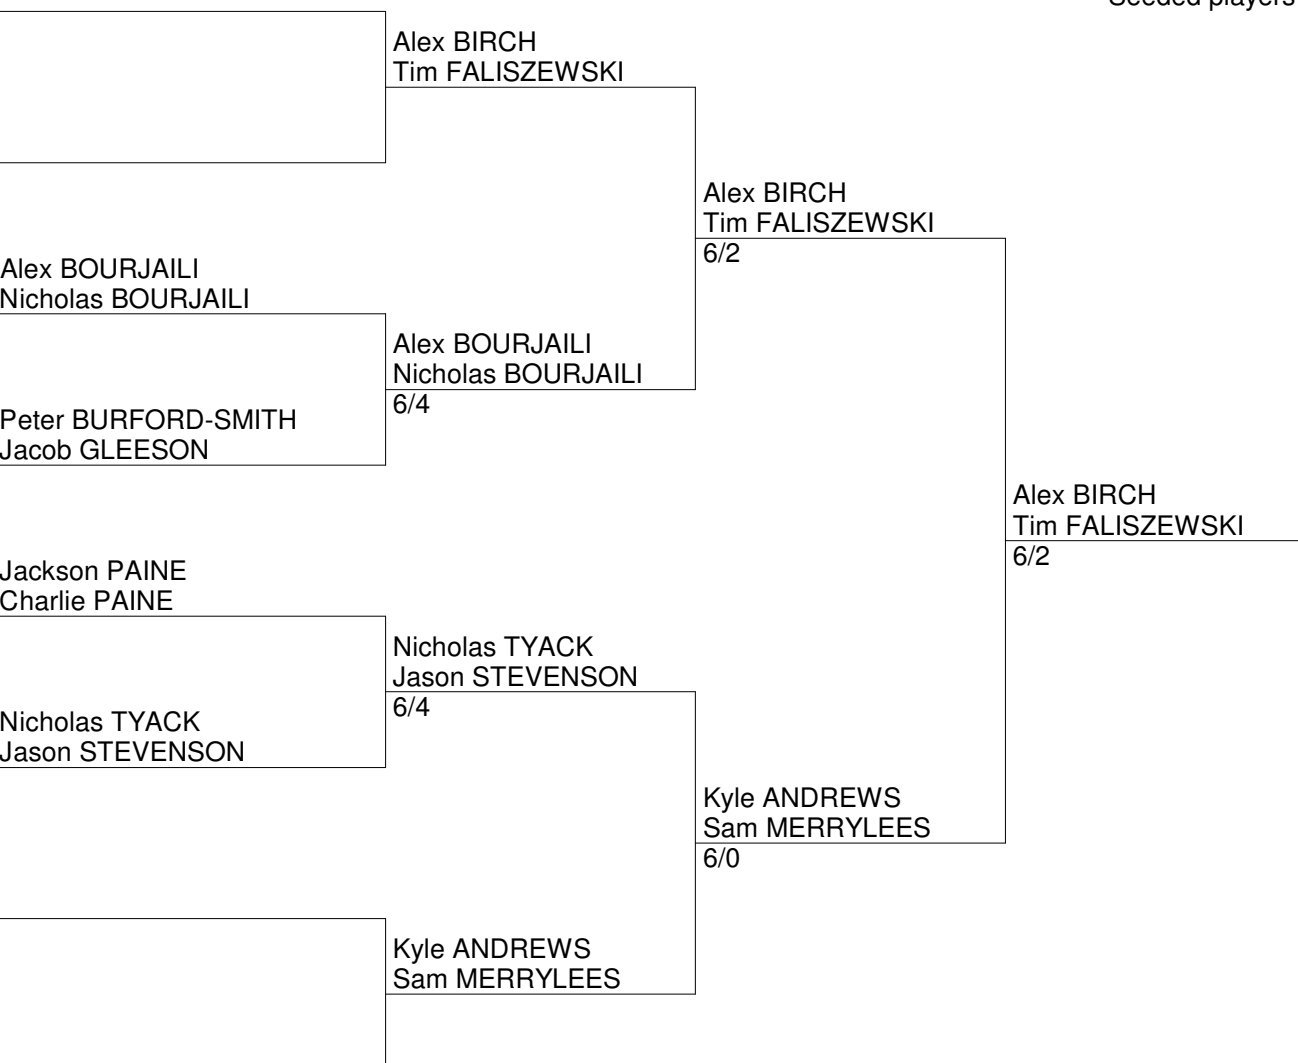 Seeded players
Alex BIRCH
Tim FALISZEWSKI
Alex BIRCH
Tim FALISZEWSKI
6/2
Alex BOURJAILI
Nicholas BOURJAILI
Alex BOURJAILI
Nicholas BOURJAILI
6/4
Peter BURFORD-SMITH
Jacob GLEESON
Alex BIRCH
Tim FALISZEWSKI
6/2
Jackson PAINE
Charlie PAINE
Nicholas TYACK
Jason STEVENSON
6/4
Nicholas TYACK
Jason STEVENSON
Kyle ANDREWS
Sam MERRYLEES
6/0
Kyle ANDREWS
Sam MERRYLEES